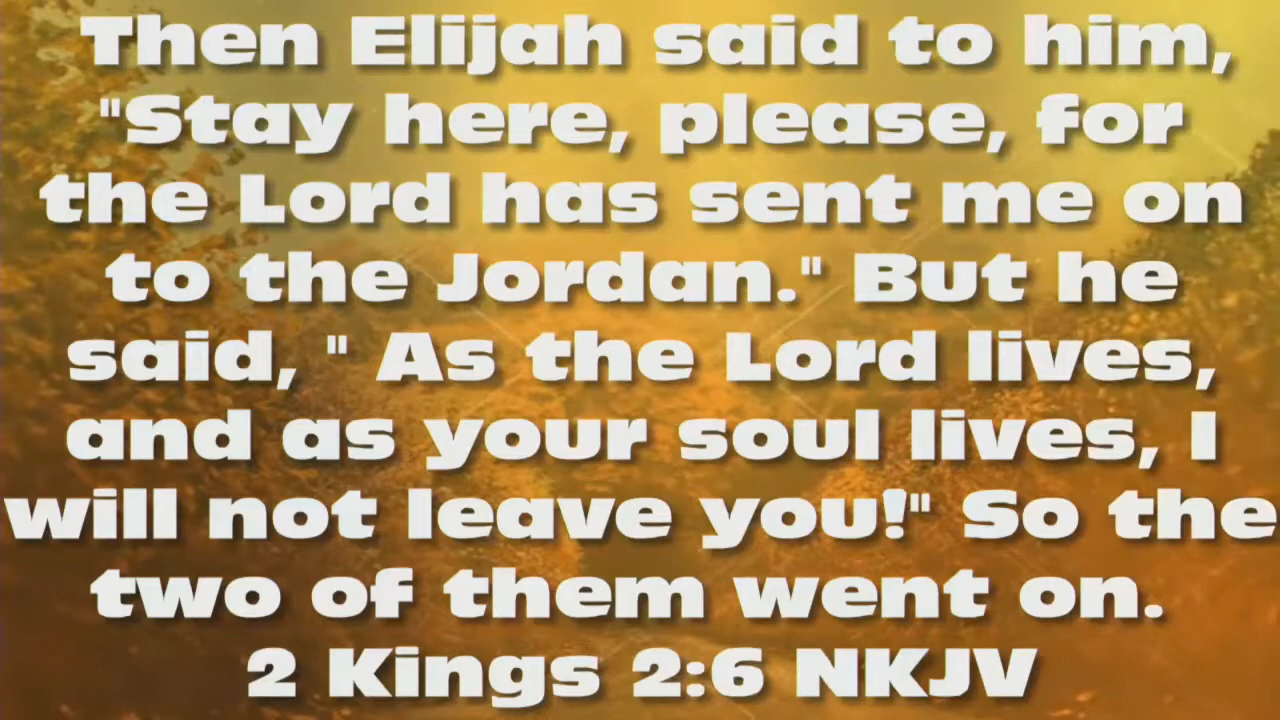 Then Elijah said to him,
"Stay here, please, for
the Lord has sent me on
to the Jordan." But he
said, " As the Lord lives,
and as your soul lives, I
will not leave you!" So the
two of them went on.
2 Kings 2:6 NKJV